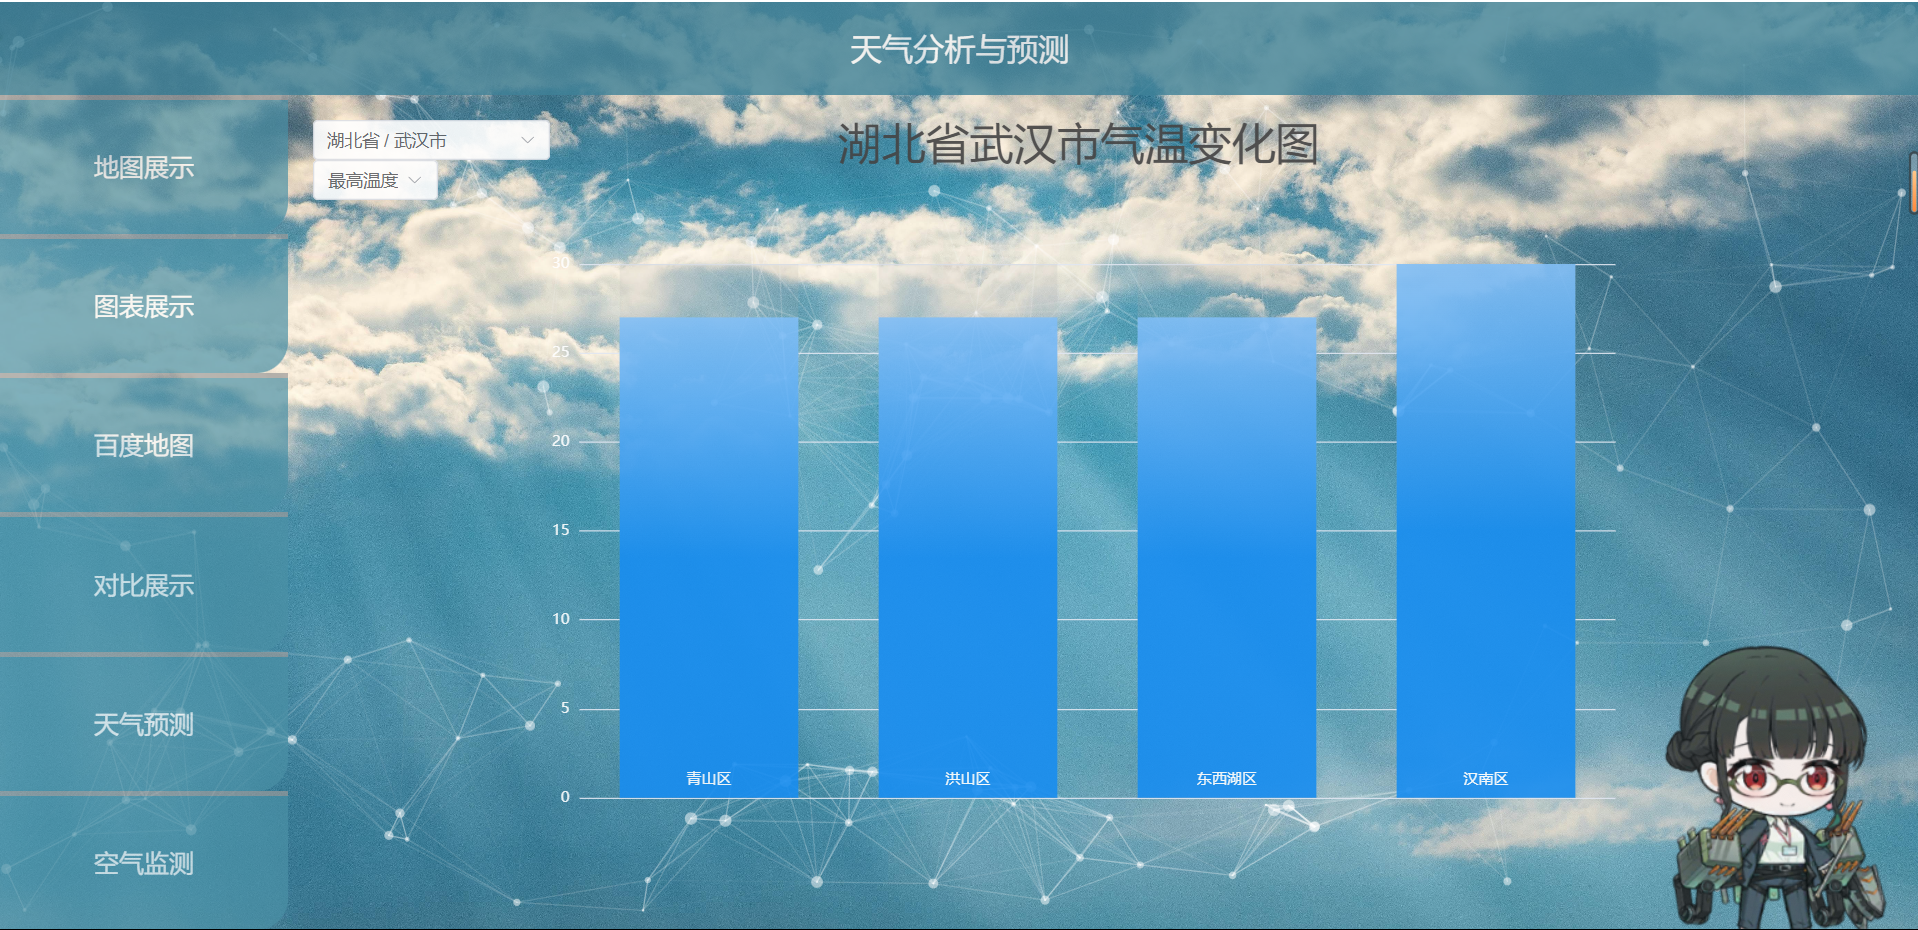 天气分析与预测
地图展示
图表展示
百度地图
对比展示
天气预测
空气监测
湖北省 / 武汉市
最高温度
湖北省武汉市气温变化图
30
25
20
15
10
5
0
青山区
洪山区
东西湖区
汉南区